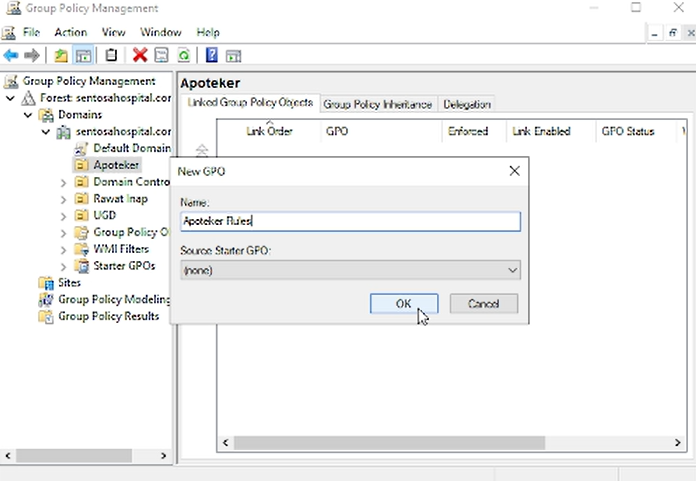 Group Policy Management
File Action View Window Help
Group Policy Management
Forest: sentosahospital.cor
Domains
sentosahospital.cor
Default Domain
Apoteker
Domain Contro
Rawat Inap
UGD
Group Policy O
WMI Filters
Starter GPOs
Sites
Group Policy Modeling
Group Policy Results
Apoteker
Linked Group Policy Objects Group Policy Inheritance Delegation
Link Order GPO Enforced Link Enabled GPO Status
New GPO
Name:
Apoteker Rules
Source Starter GPO:
(none)
OK Cancel